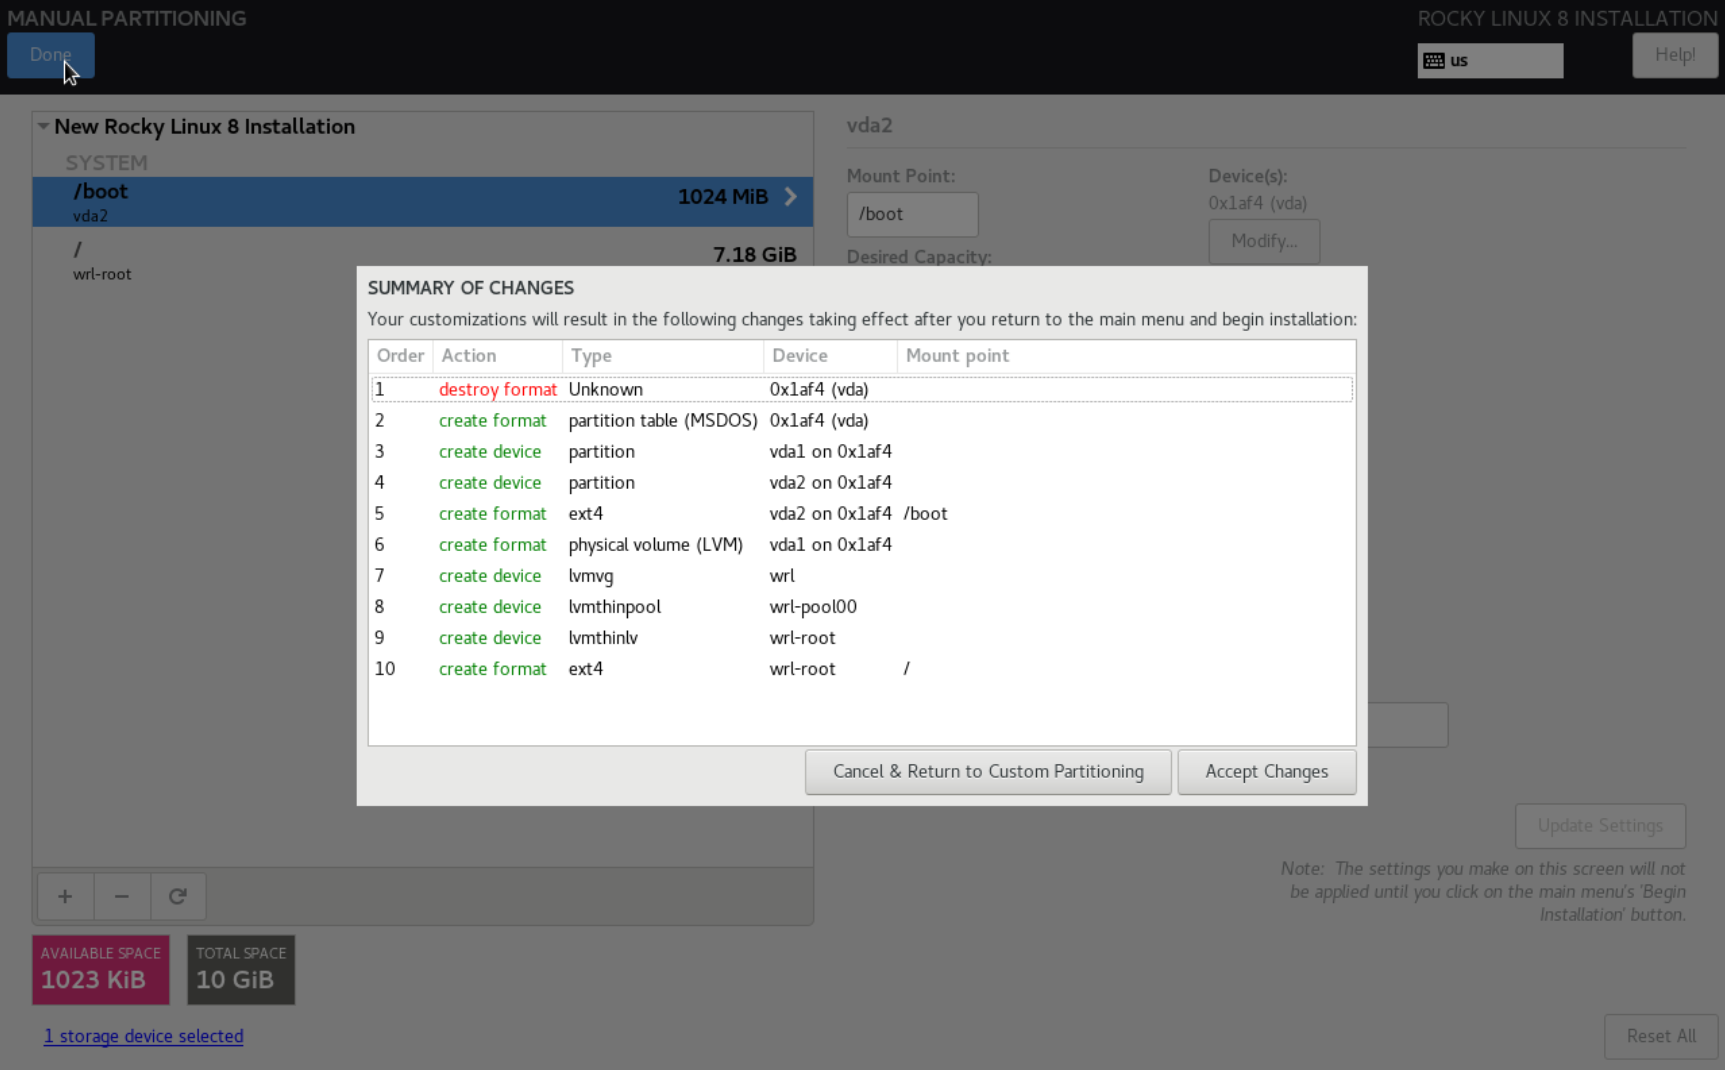 MANUAL PARTITIONING
ROCKY LINUX 8 INSTALLATION
Done
us
Help!
New Rocky Linux 8 Installation
SYSTEM
/boot
1024 MiB
vda2
/
7.18 GiB
wrl-root
vda2
Mount Point:
Device(s):
/boot
0x1af4 (vda)
Modify...
Desired Capacity:
SUMMARY OF CHANGES
Your customizations will result in the following changes taking effect after you return to the main menu and begin installation:
Order Action Type Device Mount point
1 destroy format Unknown 0x1af4 (vda)
2 create format partition table (MSDOS) 0x1af4 (vda)
3 create device partition vda1 on 0x1af4
4 create device partition vda2 on 0x1af4
5 create format ext4 vda2 on 0x1af4 /boot
6 create format physical volume (LVM) vda1 on 0x1af4
7 create device lvmvg wrl
8 create device lvmthinpool wrl-pool00
9 create device lvmthinlv wrl-root
10 create format ext4 wrl-root /
Cancel & Return to Custom Partitioning
Accept Changes
Update Settings
Note: The settings you make on this screen will not
be applied until you click on the main menu's 'Begin
Installation' button.
AVAILABLE SPACE
1023 KiB
TOTAL SPACE
10 GiB
1 storage device selected
Reset All